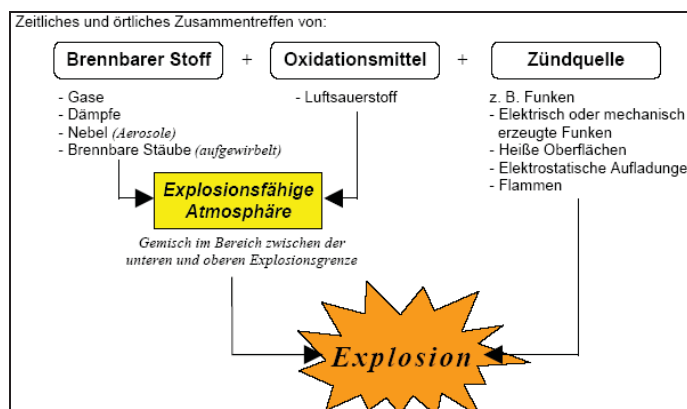 Zeitliches und örtliches Zusammentreffen von:
Brennbarer Stoff + Oxidationsmittel + Zündquelle
- Gase
- Dämpfe
- Nebel (Aerosole)
- Brennbare Stäube (aufgewirbelt)
- Luftsauerstoff
z. B. Funken
- Elektrisch oder mechanisch
erzeugte Funken
- Heiße Oberflächen
- Elektrostatische Aufladunge
- Flammen
Explosionsfähige
Atmosphäre
Gemisch im Bereich zwischen der
unteren und oberen Explosionsgrenze
Explosion